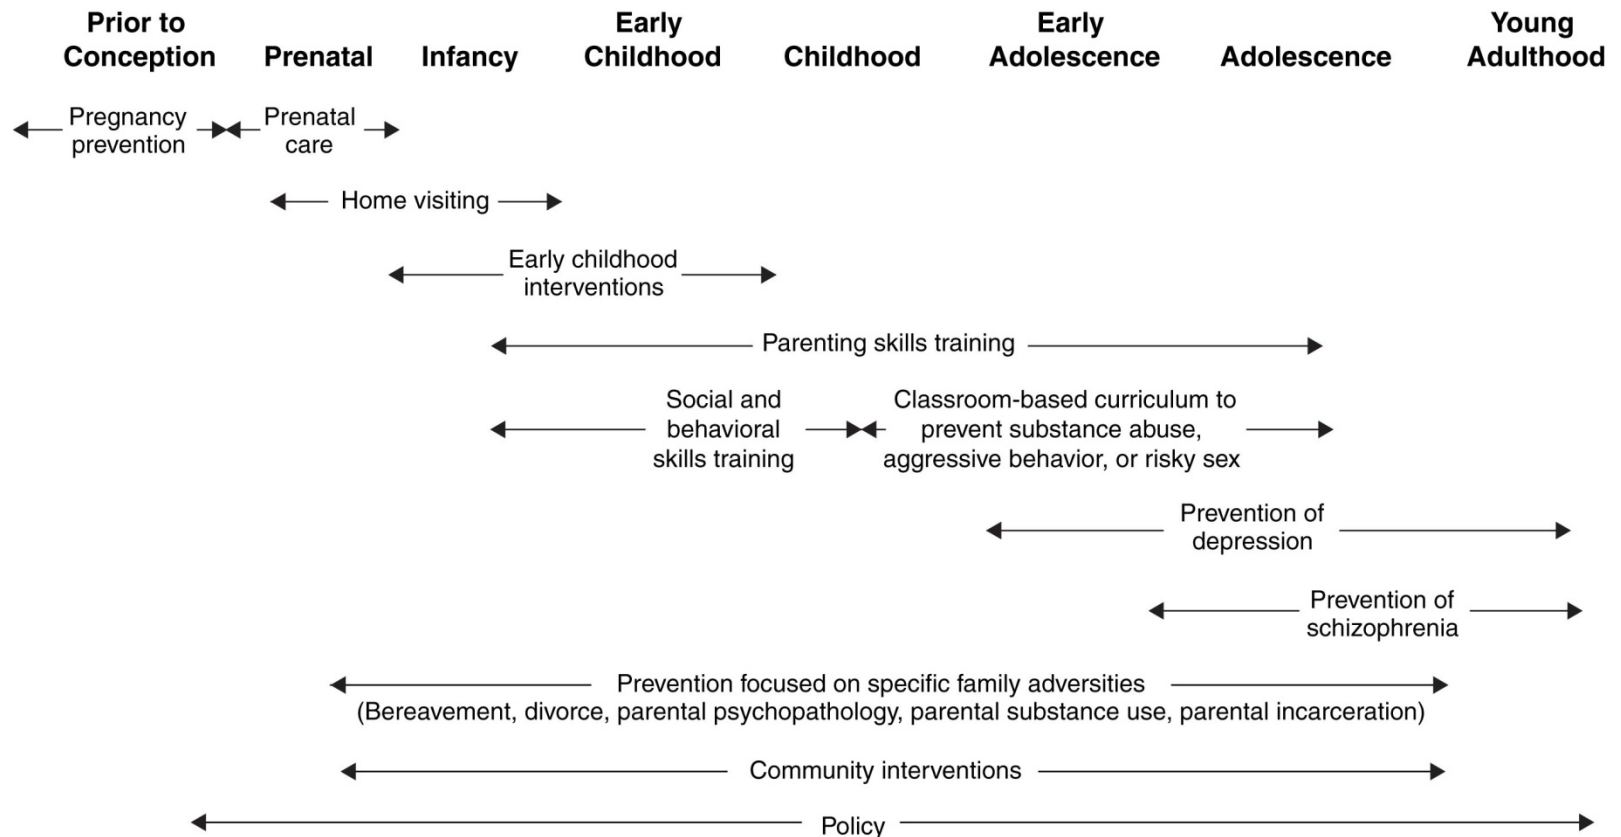 Prior to Conception
Prenatal
Infancy
Early Childhood
Childhood
Early Adolescence
Adolescence
Young Adulthood
Pregnancy
prevention
Prenatal
care
Home visiting
Early childhood
interventions
Parenting skills training
Social and
behavioral
skills training
Classroom-based curriculum to
prevent substance abuse,
aggressive behavior, or risky sex
Prevention of
depression
Prevention of
schizophrenia
Prevention focused on specific family adversities
(Bereavement, divorce, parental psychopathology, parental substance use, parental incarceration)
Community interventions
Policy